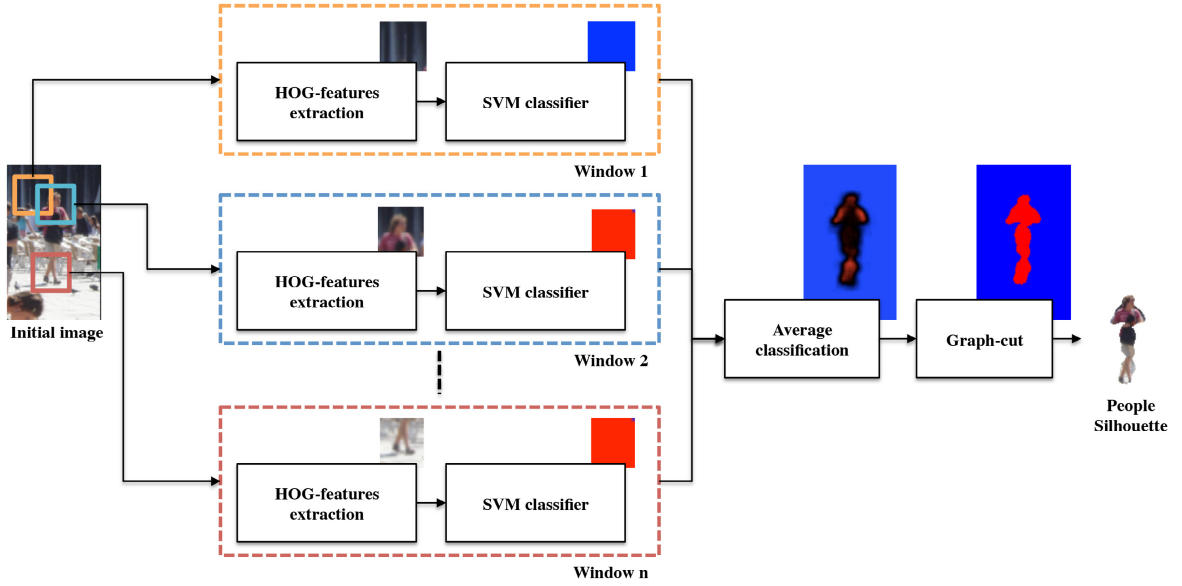 HOG-features
extraction
SVM classifier
Window 1
HOG-features
extraction
SVM classifier
Window 2
Initial image
Average
classification
Graph-cut
People
Silhouette
HOG-features
extraction
SVM classifier
Window n